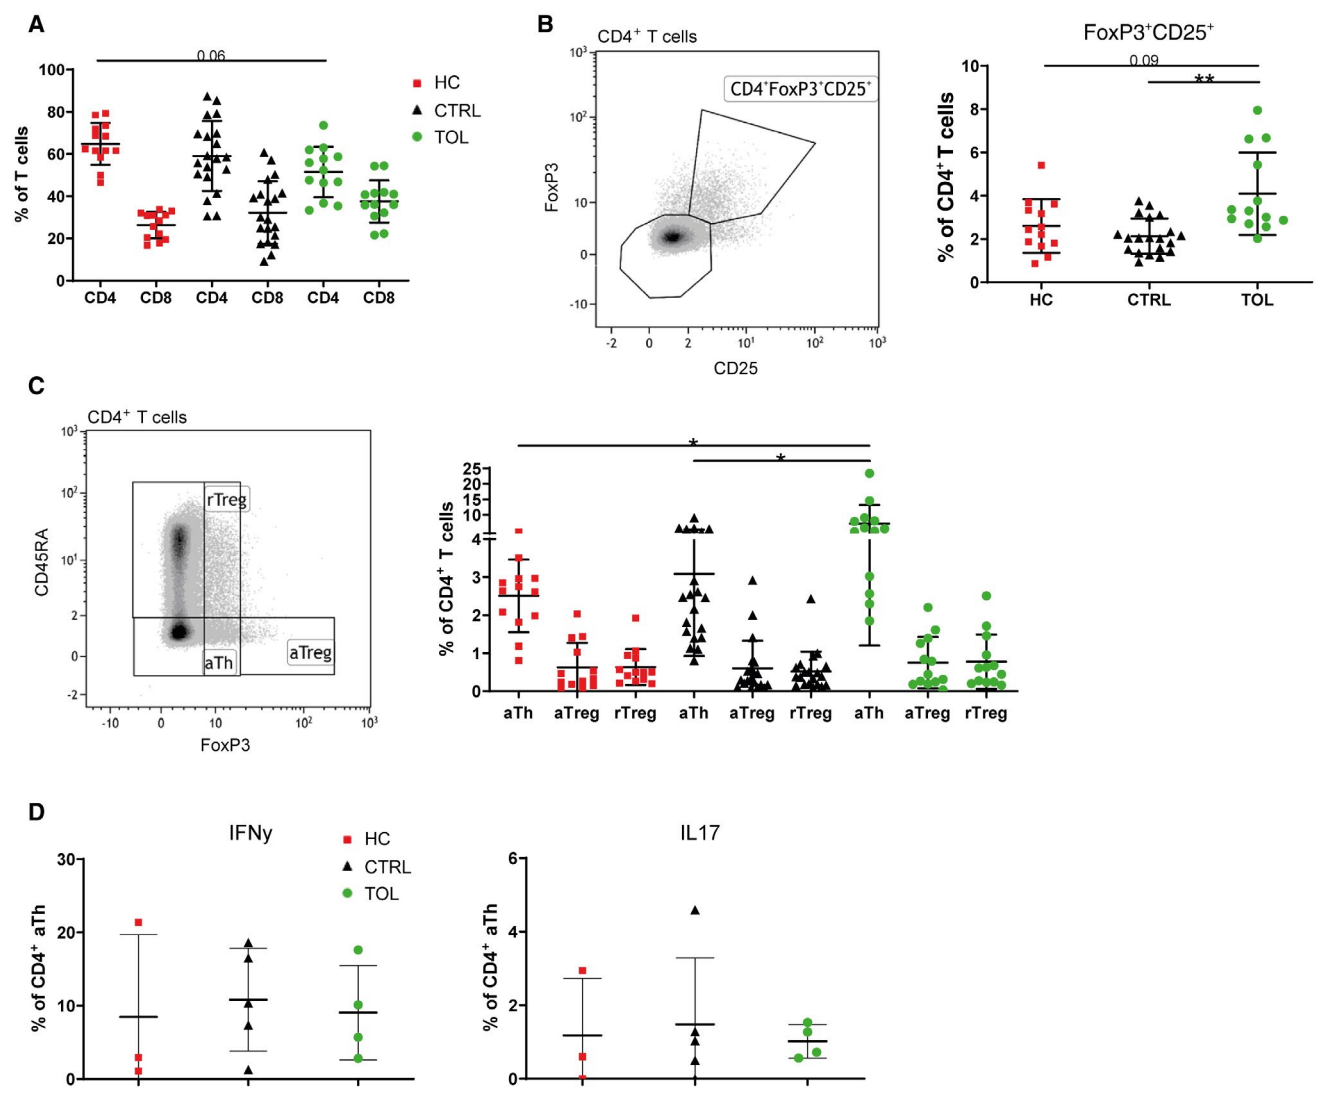 A
0.06
100
80
60
40
20
0
% of T cells
CD4
CD8
CD4
CD8
CD4
CD8
HC
CTRL
TOL
B
CD4+ T cells
CD4+FoxP3+CD25+
10³
10²
10
0
-10
FoxP3
-2
0
2
10¹
10²
10³
CD25
FoxP3+CD25+
0.09
**
10
8
6
4
2
0
% of CD4+ T cells
HC
CTRL
TOL
C
CD4+ T cells
10³
10²
10¹
2
0
-2
CD45RA
rTreg
aTh
aTreg
-10
0
10
10²
10³
FoxP3
*
*
25
20
15
10
4
3
2
1
0
% of CD4+ T cells
aTh
aTreg
rTreg
aTh
aTreg
rTreg
aTh
aTreg
rTreg
D
IFNy
HC
CTRL
TOL
30
20
10
0
% of CD4+ aTh
IL17
6
4
2
0
% of CD4+ aTh